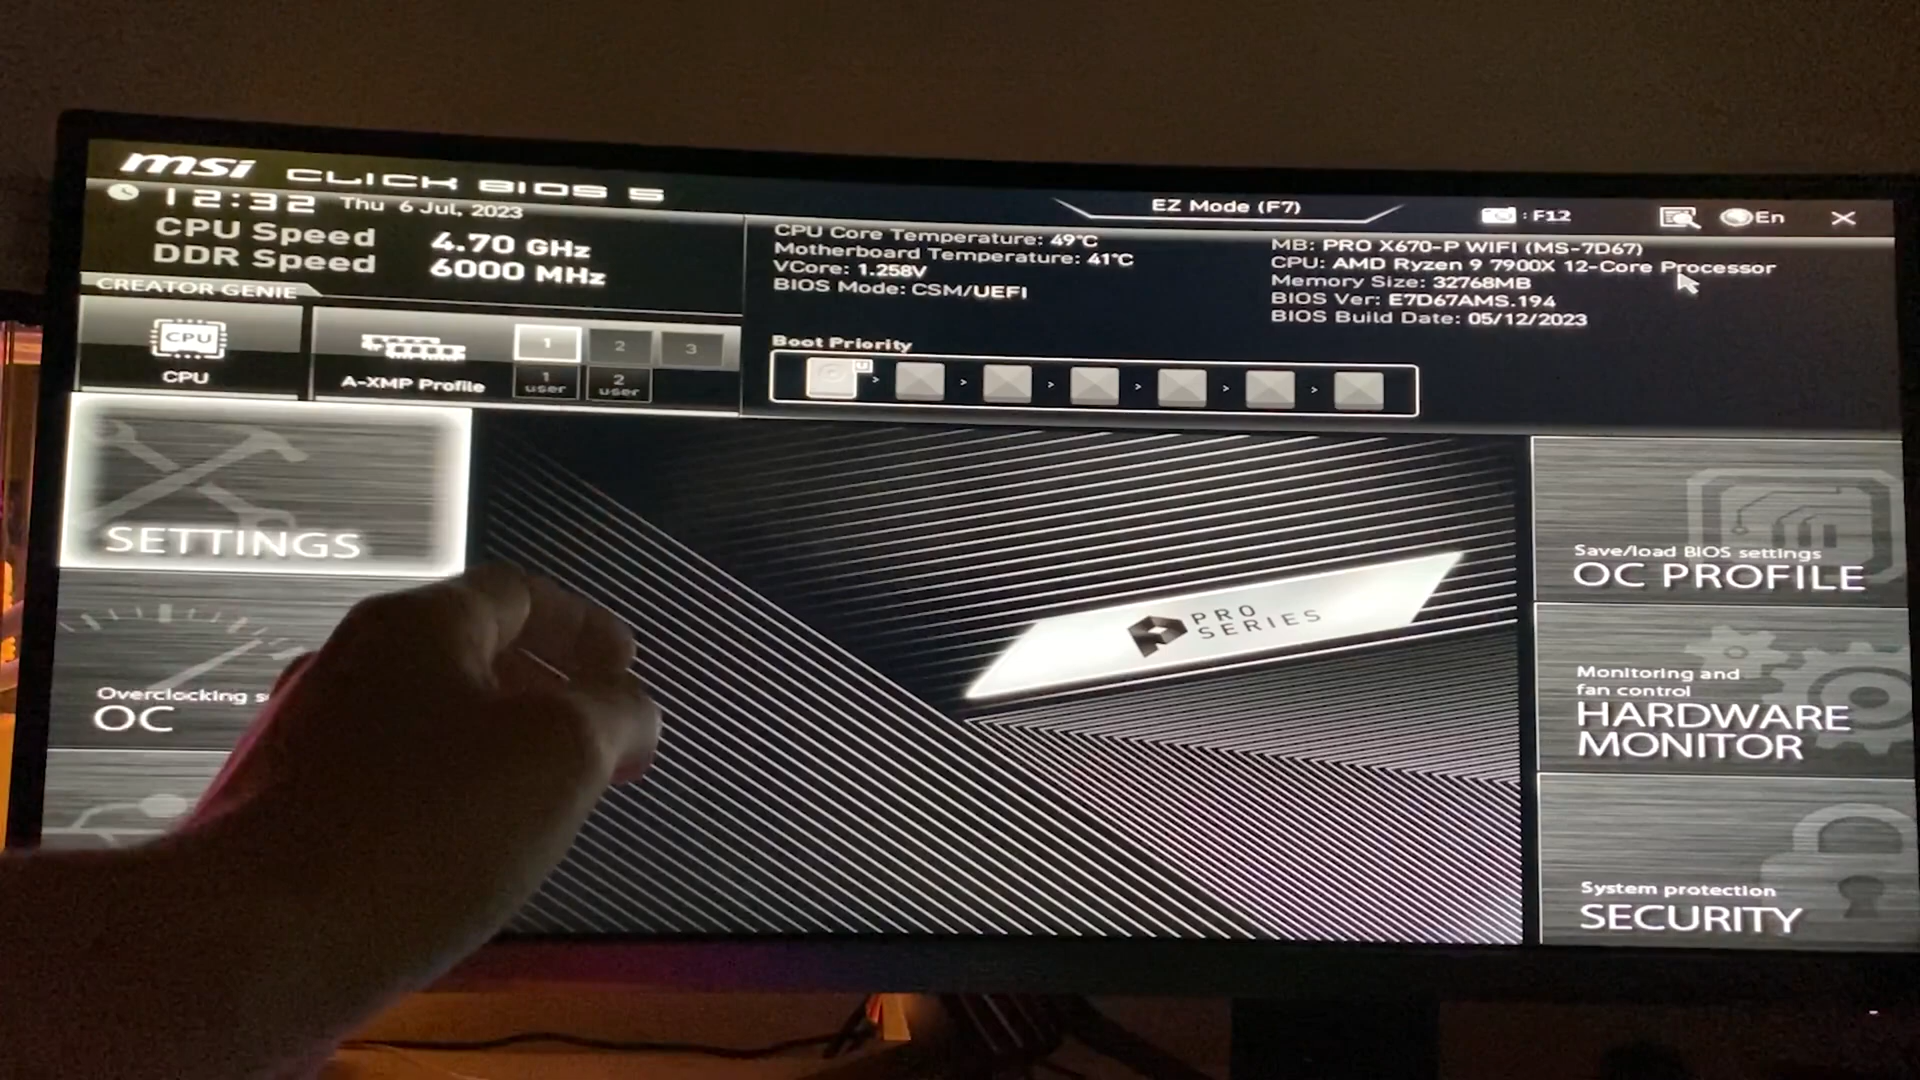 msi CLICK BIOS 5
12:32 Thu 6 Jul, 2023
CPU Speed 4.70 GHz
DDR Speed 6000 MHz
CREATOR GENIE
CPU
CPU
A-XMP Profile
1 2 3
1 user
2 user
EZ Mode (F7)
: F12
En
CPU Core Temperature: 49°C
Motherboard Temperature: 41°C
VCore: 1.258V
BIOS Mode: CSM/UEFI
MB: PRO X670-P WIFI (MS-7D67)
CPU: AMD Ryzen 9 7900X 12-Core Processor
Memory Size: 32768MB
BIOS Ver: E7D67AMS.194
BIOS Build Date: 05/12/2023
Boot Priority
U
SETTINGS
Overclocking
OC
PRO
SERIES
Save/load BIOS settings
OC PROFILE
Monitoring and
fan control
HARDWARE
MONITOR
System protection
SECURITY